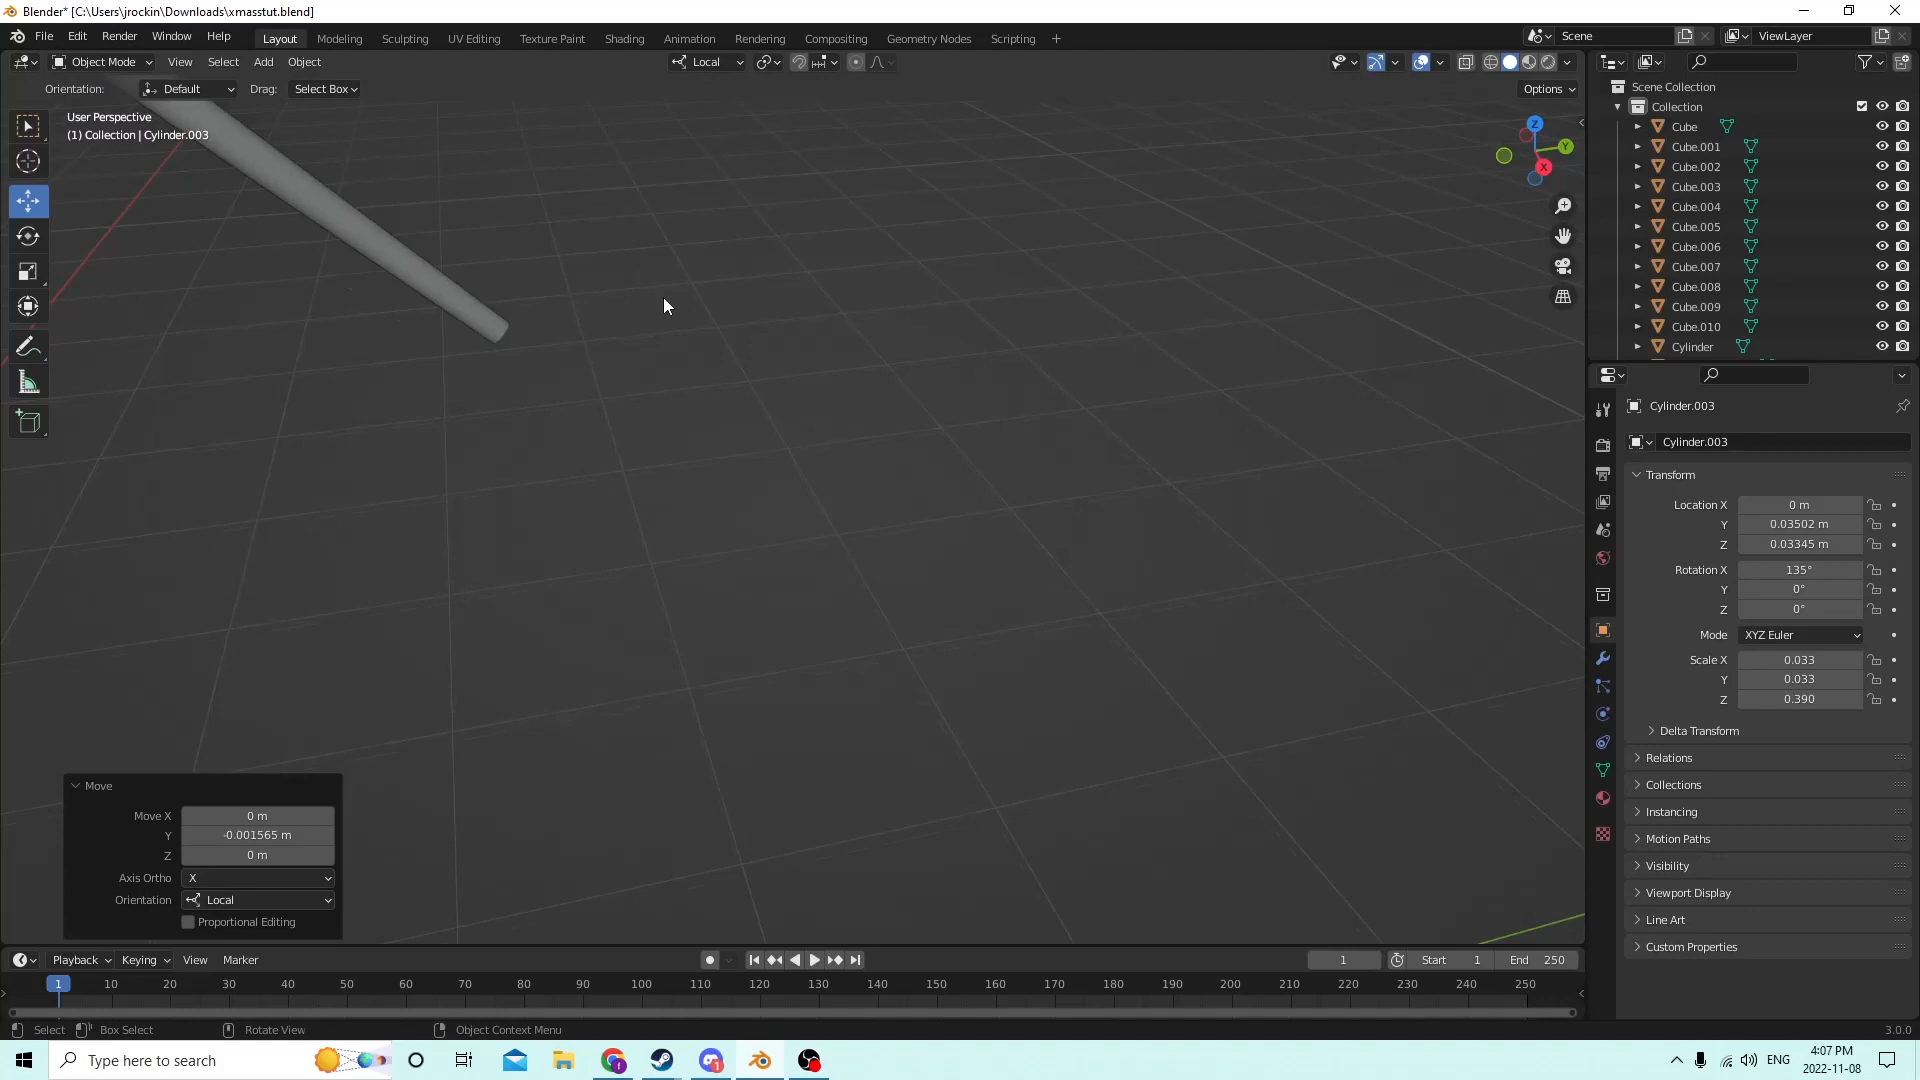 Blender* [C:\Users\jrockin\Downloads\xmasstut.blend]
File Edit Render Window Help Layout Modeling Sculpting UV Editing Texture Paint Shading Animation Rendering Compositing Geometry Nodes Scripting + Scene ViewLayer
Object Mode View Select Add Object Local
Orientation: Default Drag: Select Box Options
User Perspective
(1) Collection | Cylinder.003
Z
Y
X
Scene Collection
Collection
Cube
Cube.001
Cube.002
Cube.003
Cube.004
Cube.005
Cube.006
Cube.007
Cube.008
Cube.009
Cube.010
Cylinder
Cylinder.003
Cylinder.003
Transform
Location X 0 m
Y 0.03502 m
Z 0.03345 m
Rotation X 135°
Y 0°
Z 0°
Mode XYZ Euler
Scale X 0.033
Y 0.033
Z 0.390
Delta Transform
Relations
Collections
Instancing
Motion Paths
Visibility
Viewport Display
Line Art
Custom Properties
Move
Move X 0 m
Y -0.001565 m
Z 0 m
Axis Ortho X
Orientation Local
Proportional Editing
Playback Keying View Marker 1 Start 1 End 250
1 10 20 30 40 50 60 70 80 90 100 110 120 130 140 150 160 170 180 190 200 210 220 230 240 250
Select Box Select Rotate View Object Context Menu 3.0.0
Type here to search 1 ENG 4:07 PM
2022-11-08